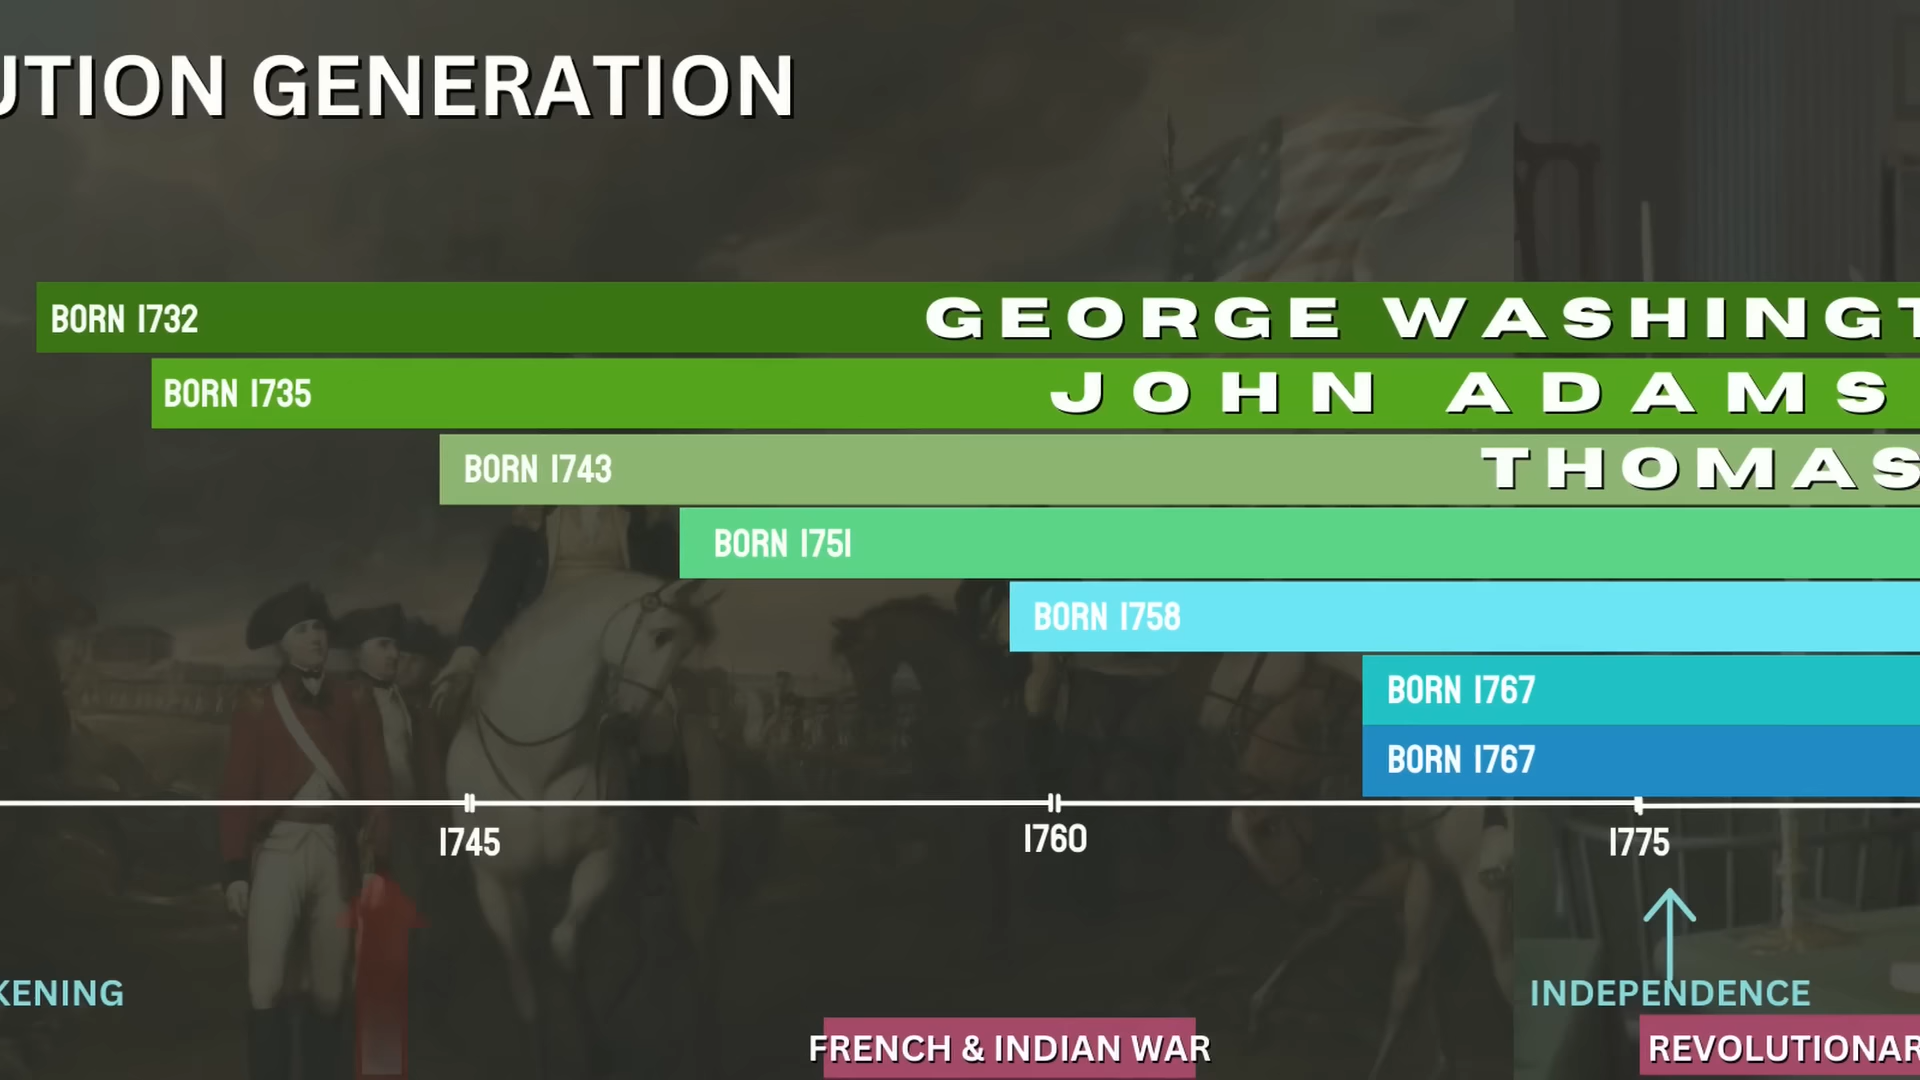 UTION GENERATION
BORN 1732 GEORGE WASHINGT
BORN 1735 JOHN ADAMS
BORN 1743 THOMAS
BORN 1751
BORN 1758
BORN 1767
BORN 1767
1745 1760 1775
KENING INDEPENDENCE
FRENCH & INDIAN WAR REVOLUTIONAR